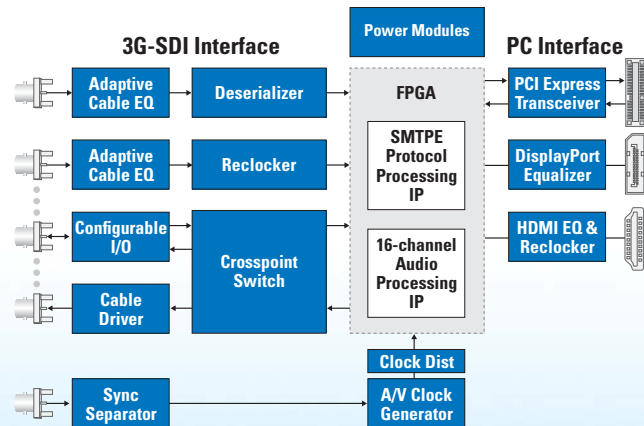 Power Modules
3G-SDI Interface
PC Interface
Adaptive
Cable EQ
Deserializer
FPGA
PCI Express
Transceiver
SMTPE
Protocol
Processing
IP
Adaptive
Cable EQ
Reclocker
DisplayPort
Equalizer
Configurable
I/O
Crosspoint
Switch
16-channel
Audio
Processing
IP
HDMI EQ &
Reclocker
Cable
Driver
Clock Dist
Sync
Separator
A/V Clock
Generator